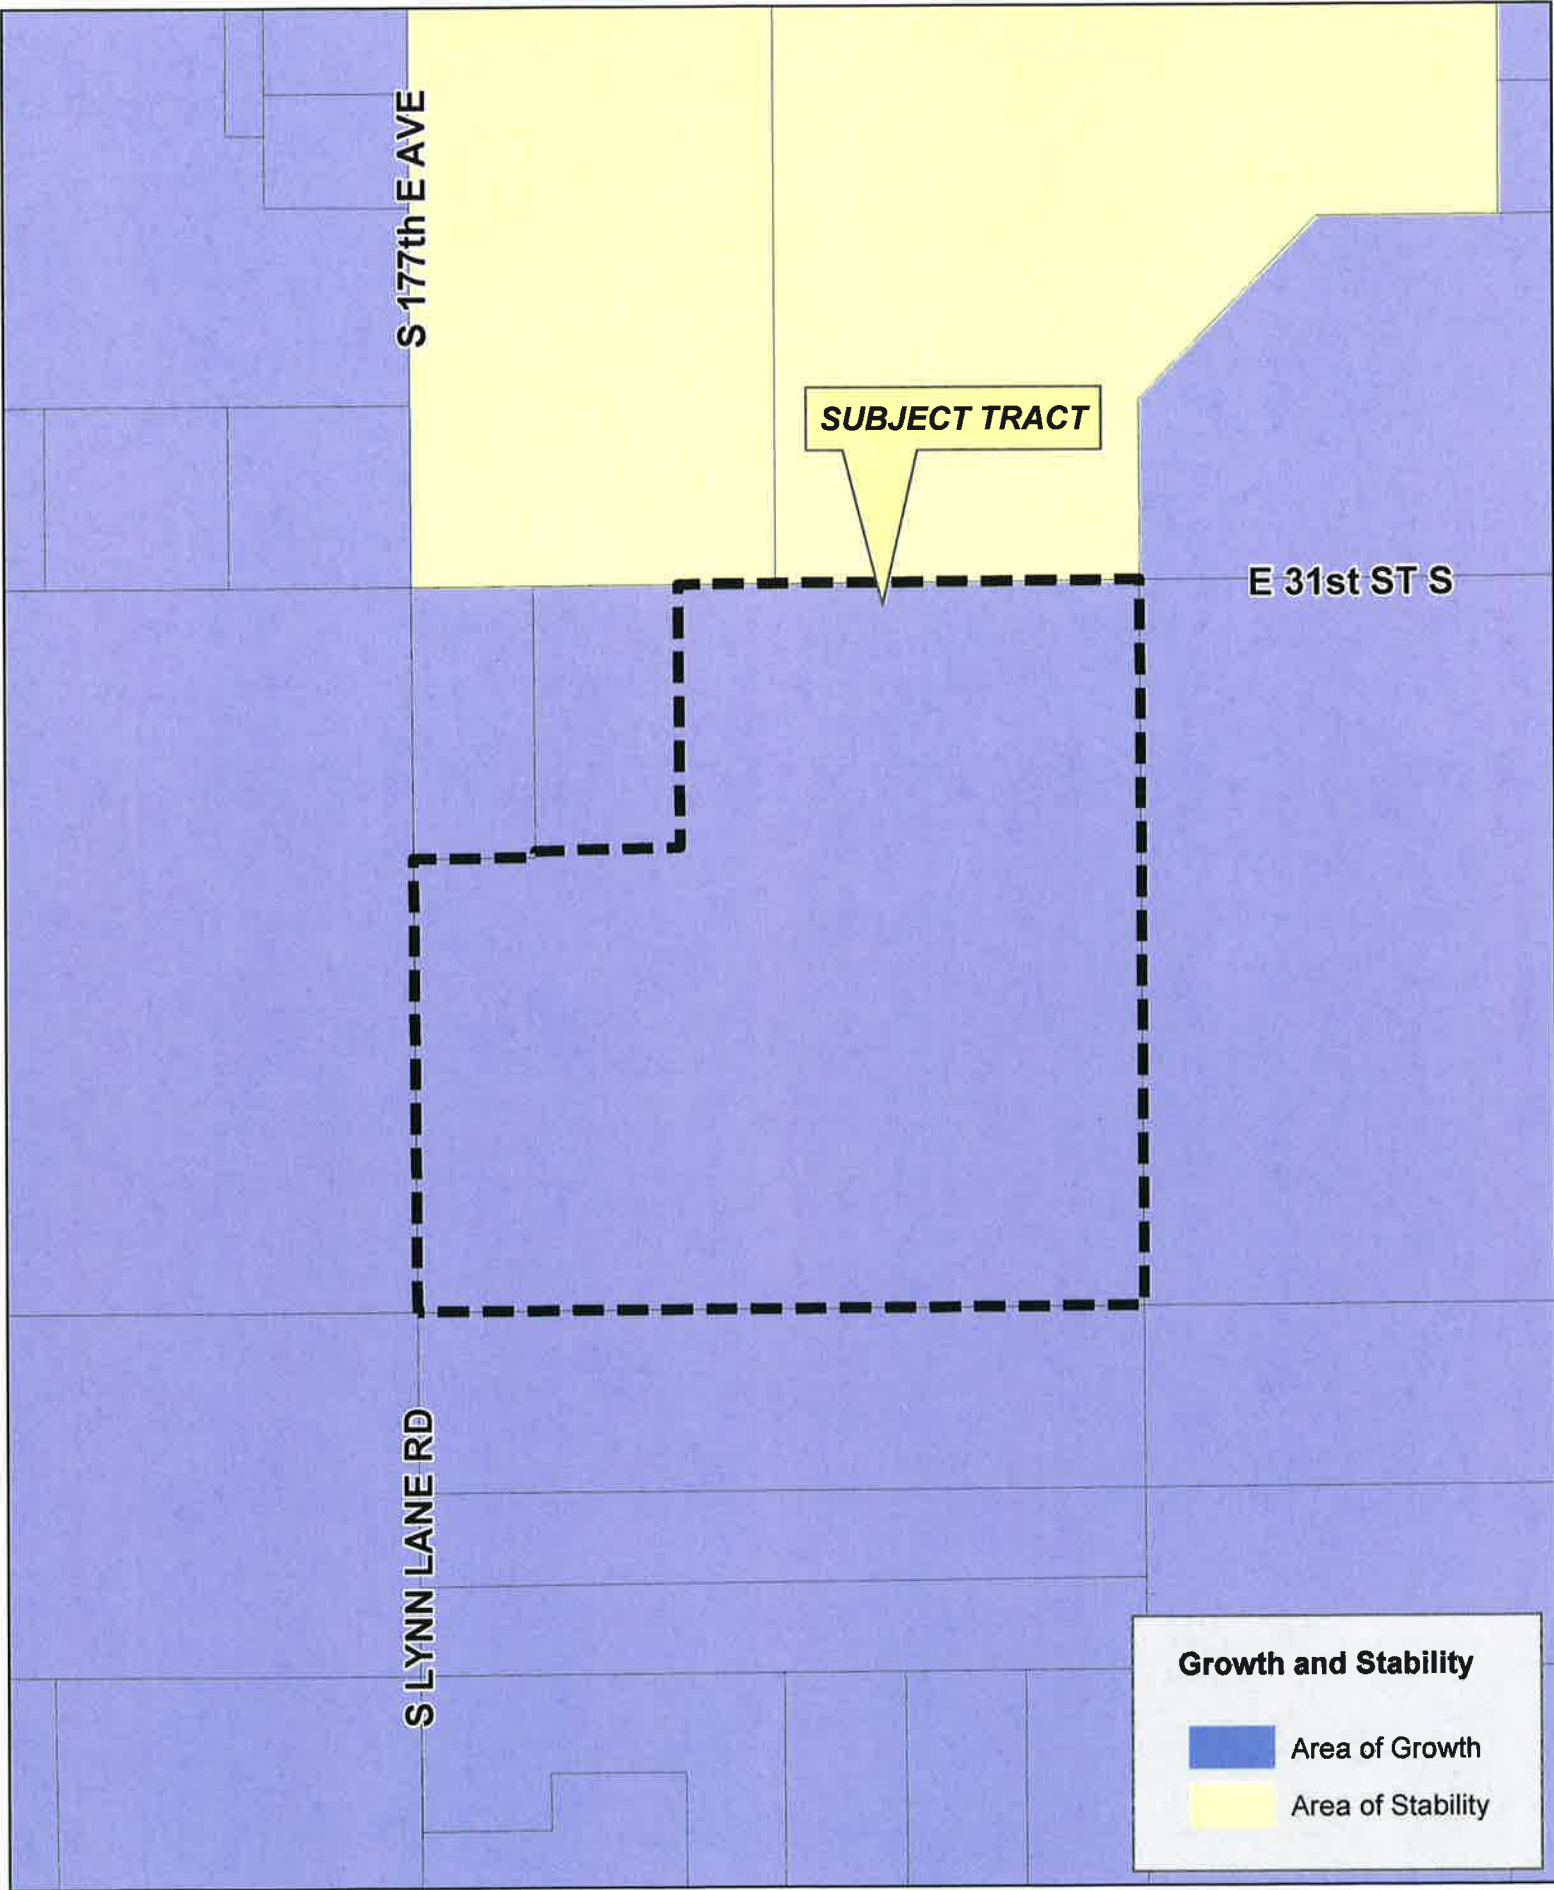 S 177th E AVE
SUBJECT TRACT
E 31st ST S
S LYNN LANE RD
Growth and Stability
Area of Growth
Area of Stability